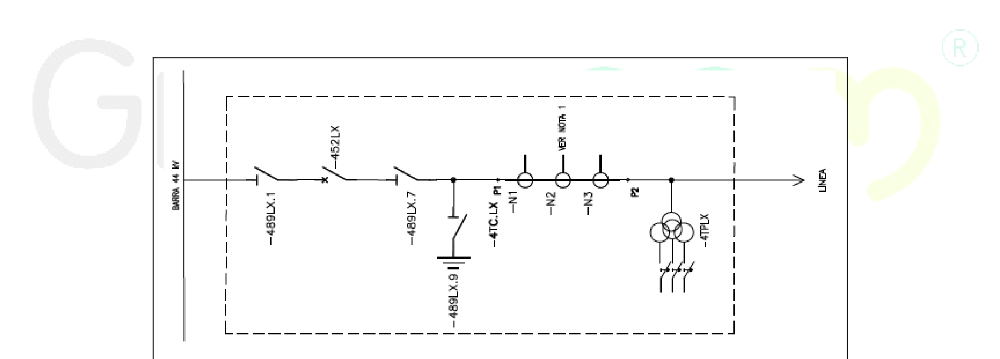 ®
BARRA 44 kV
-489LX.1
-452LX
-489LX.7
-489LX.9
-4TC.LX
P1
-N1
-N2
VER NOTA 1
-N3
P2
-4TPLX
LINEA